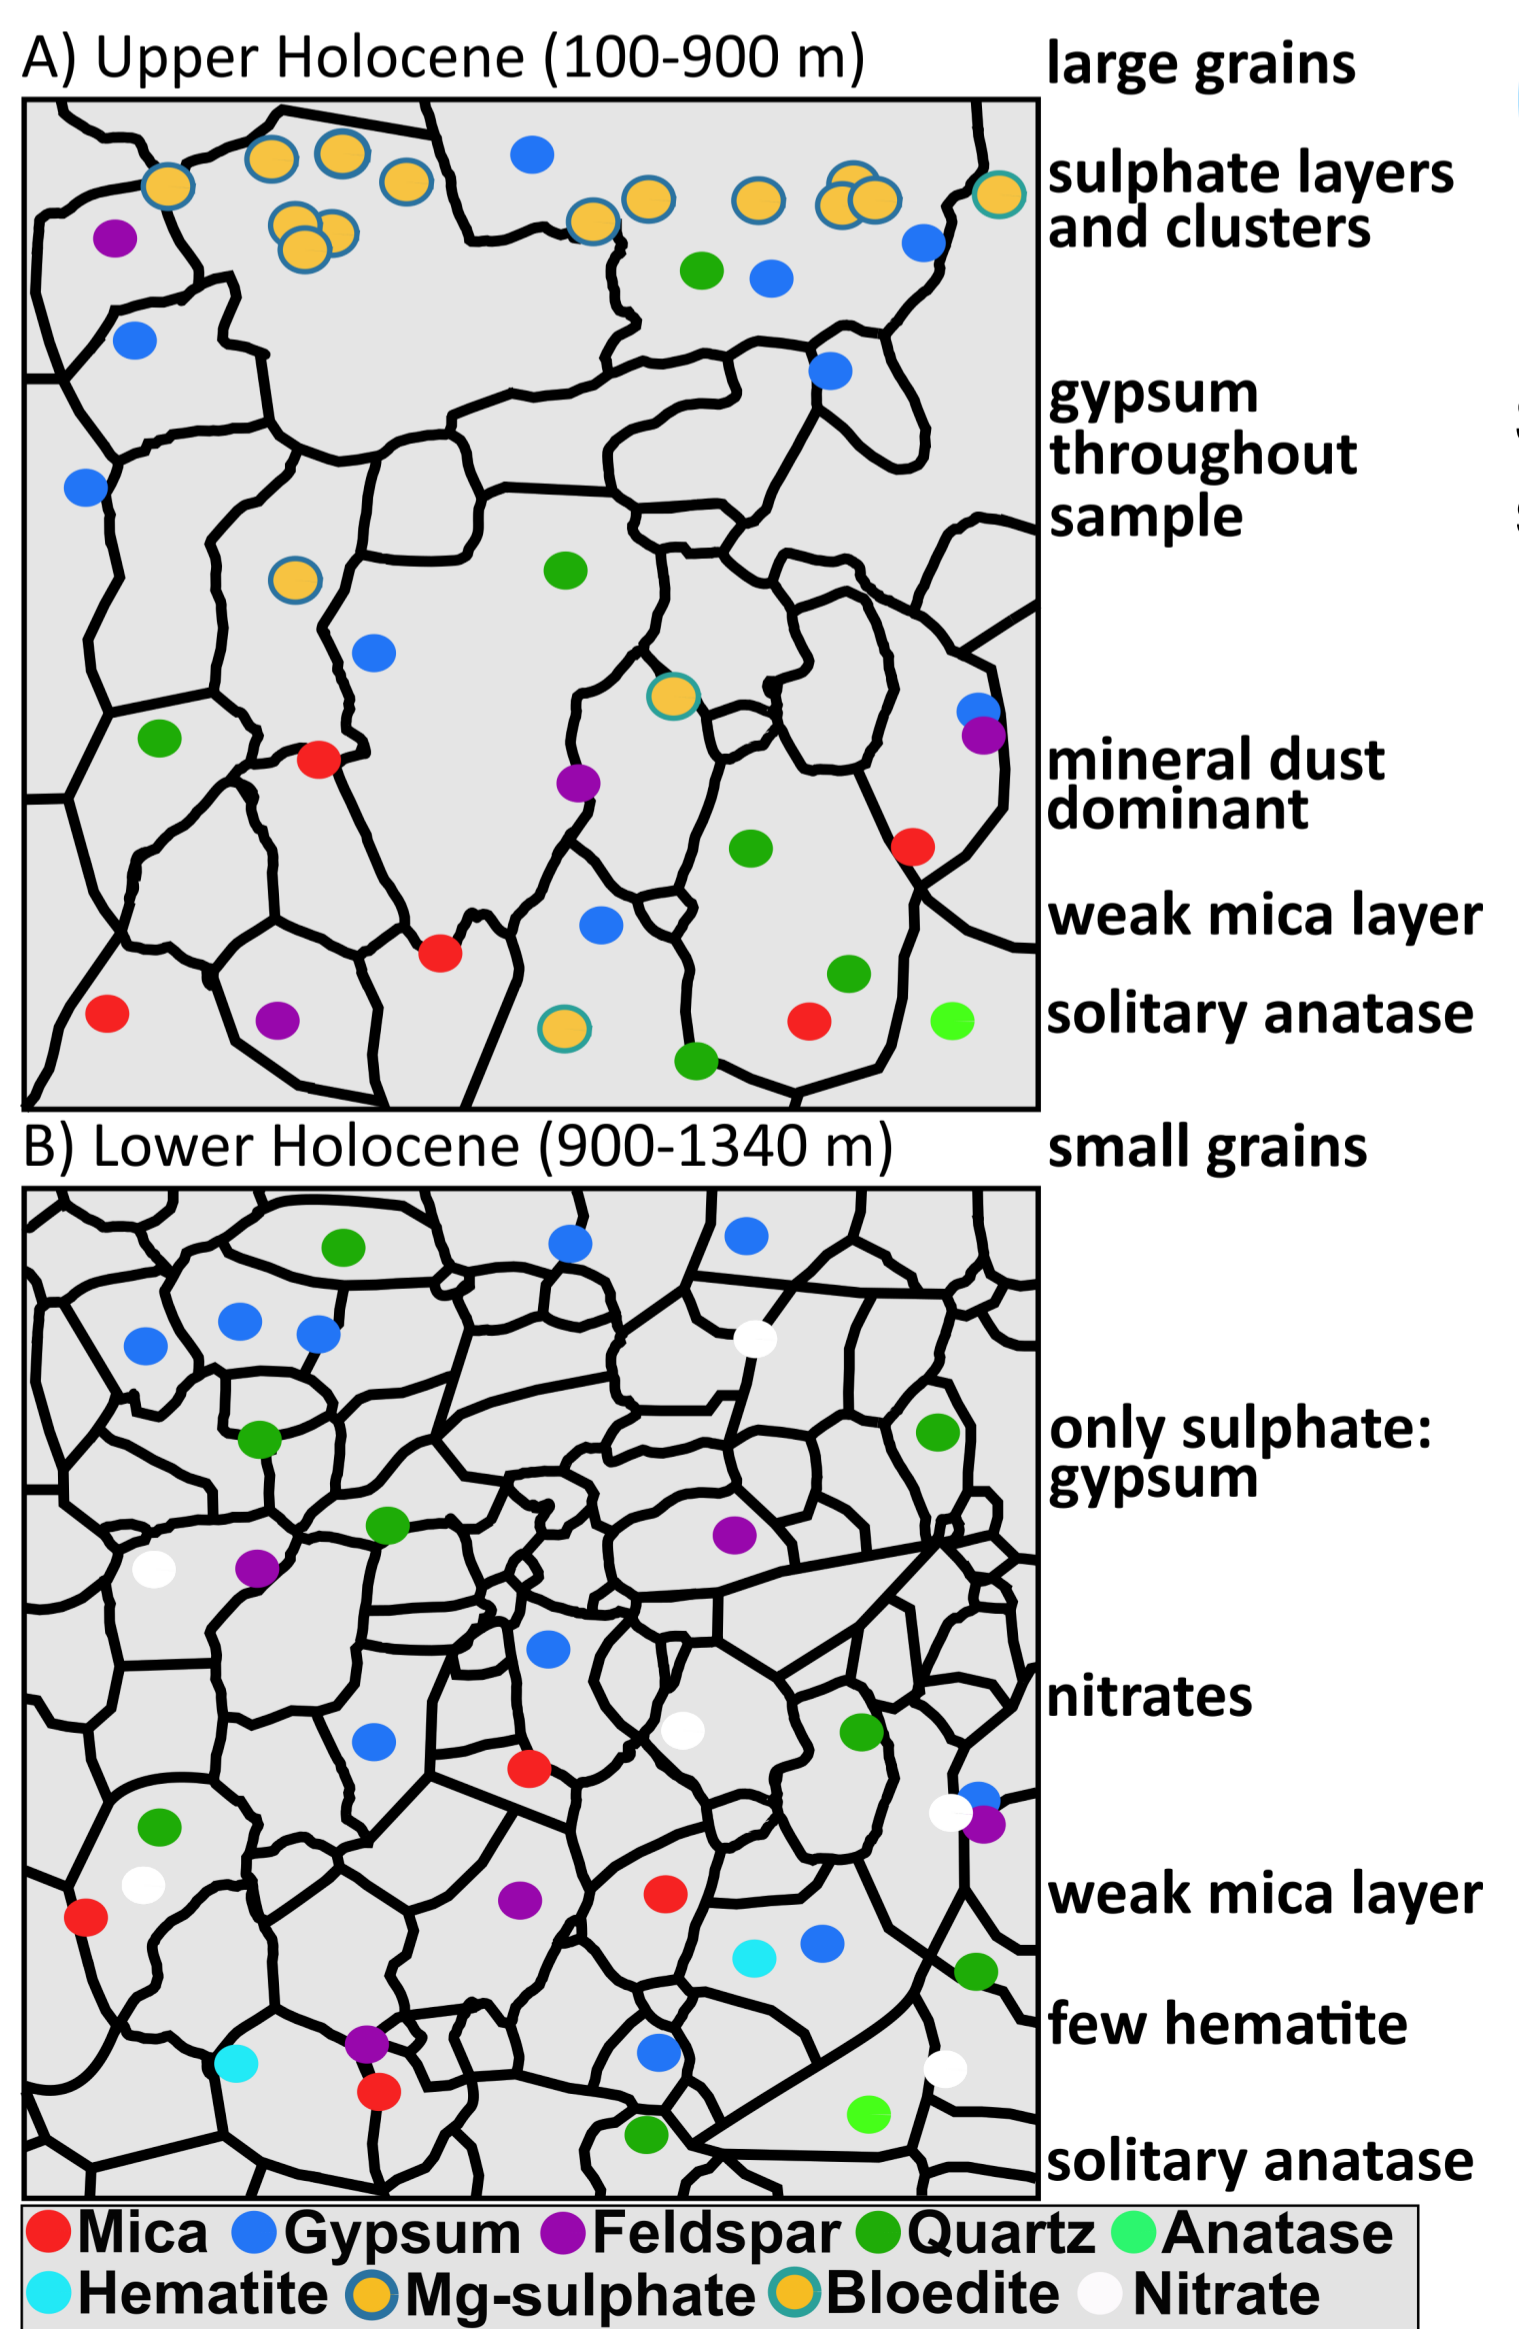 A) Upper Holocene (100-900 m)
large grains
sulphate layers
and clusters
gypsum
throughout
sample
mineral dust
dominant
weak mica layer
solitary anatase
B) Lower Holocene (900-1340 m)
small grains
only sulphate:
gypsum
nitrates
weak mica layer
few hematite
solitary anatase
Mica Gypsum Feldspar Quartz Anatase
Hematite Mg-sulphate Bloedite Nitrate